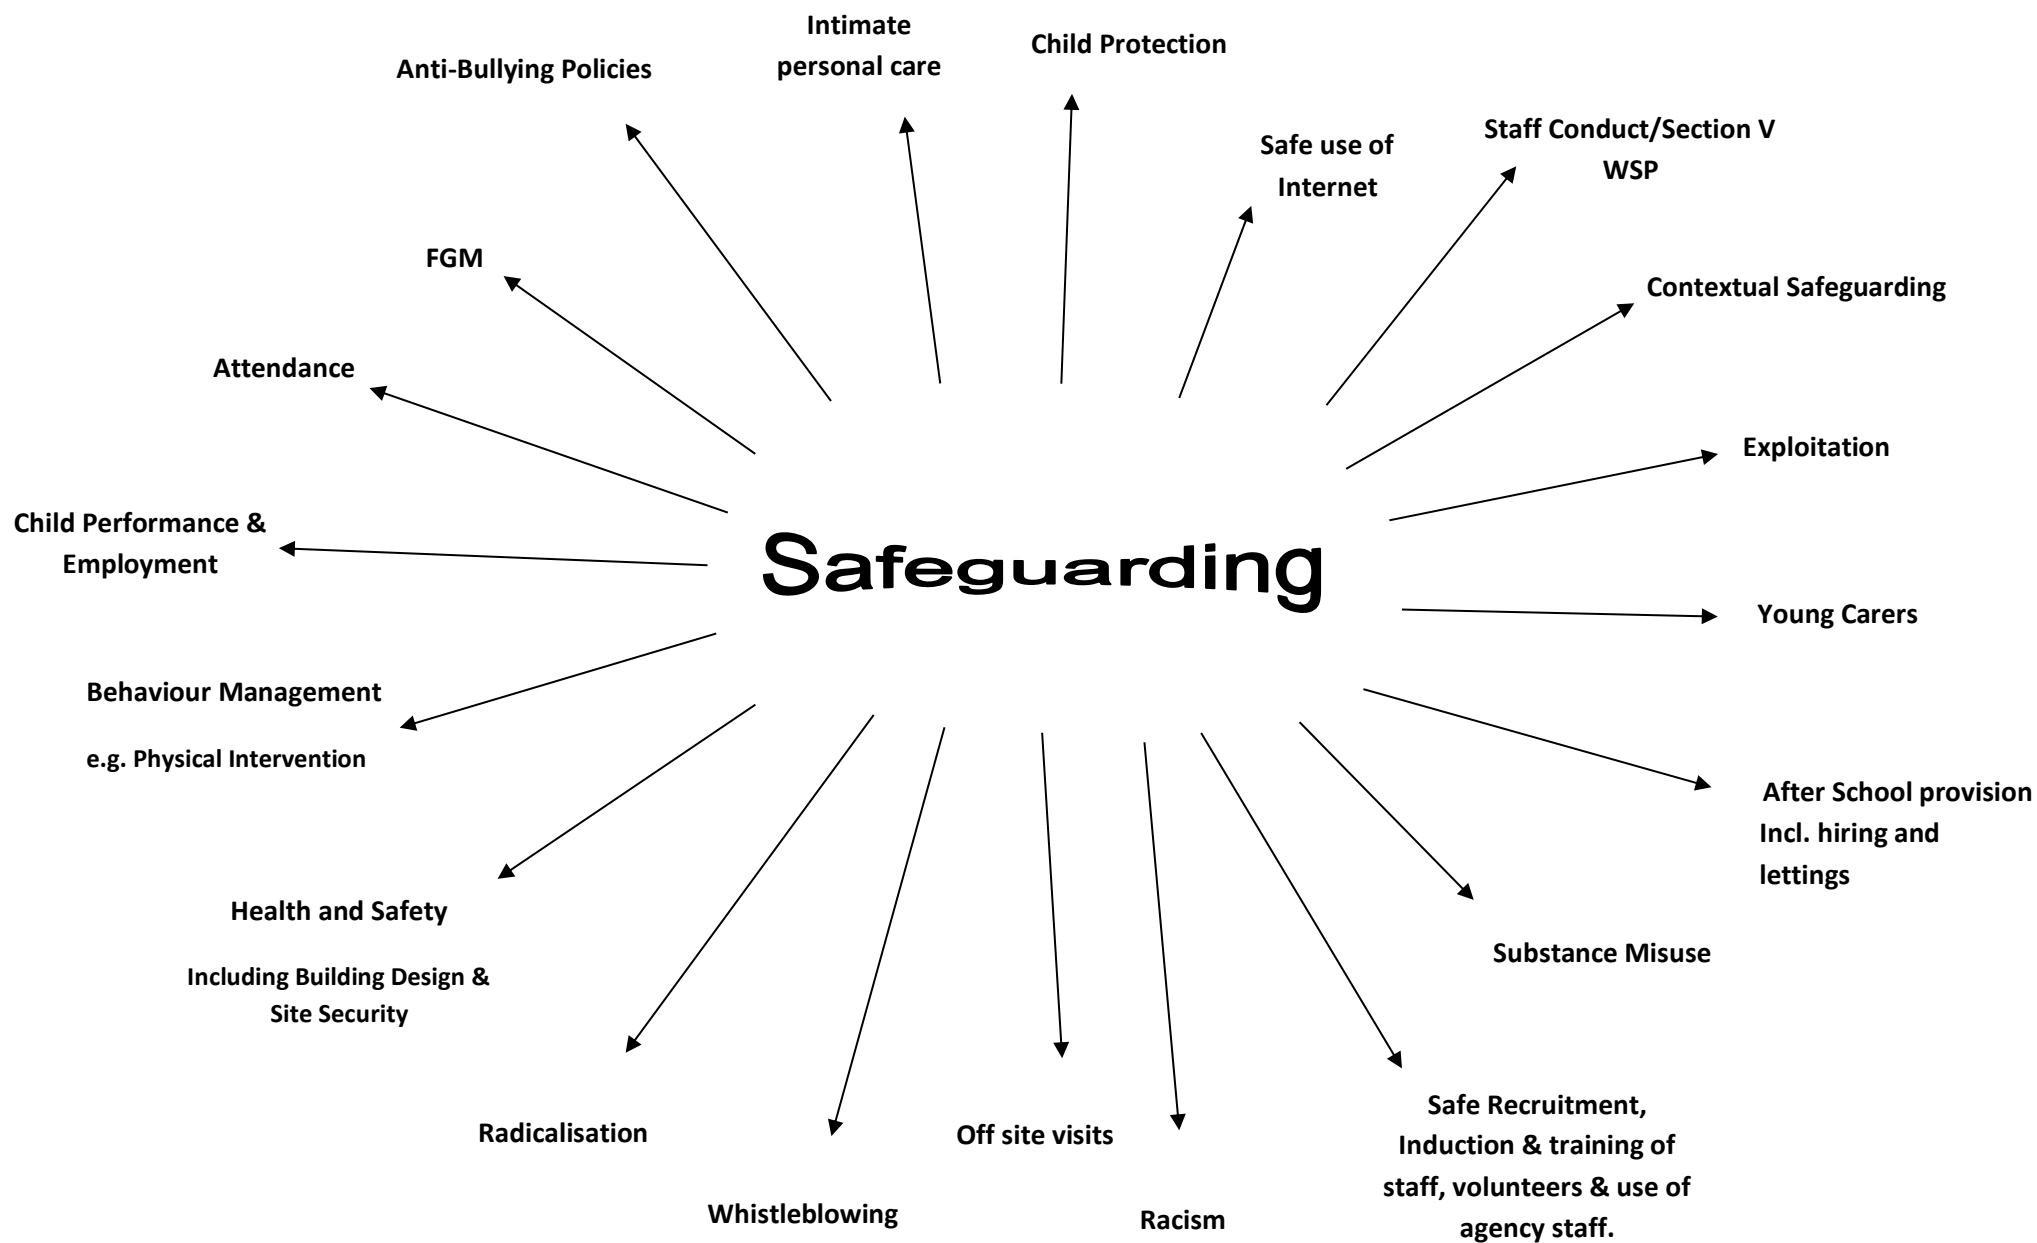 Intimate
personal care
Child Protection
Anti-Bullying Policies
Staff Conduct/Section V
WSP
Safe use of
Internet
FGM
Contextual Safeguarding
Attendance
Exploitation
Child Performance &
Employment
Safeguarding
Young Carers
Behaviour Management
e.g. Physical Intervention
After School provision
Incl. hiring and
lettings
Health and Safety
Including Building Design &
Site Security
Substance Misuse
Radicalisation
Off site visits
Safe Recruitment,
Induction & training of
staff, volunteers & use of
agency staff.
Whistleblowing
Racism